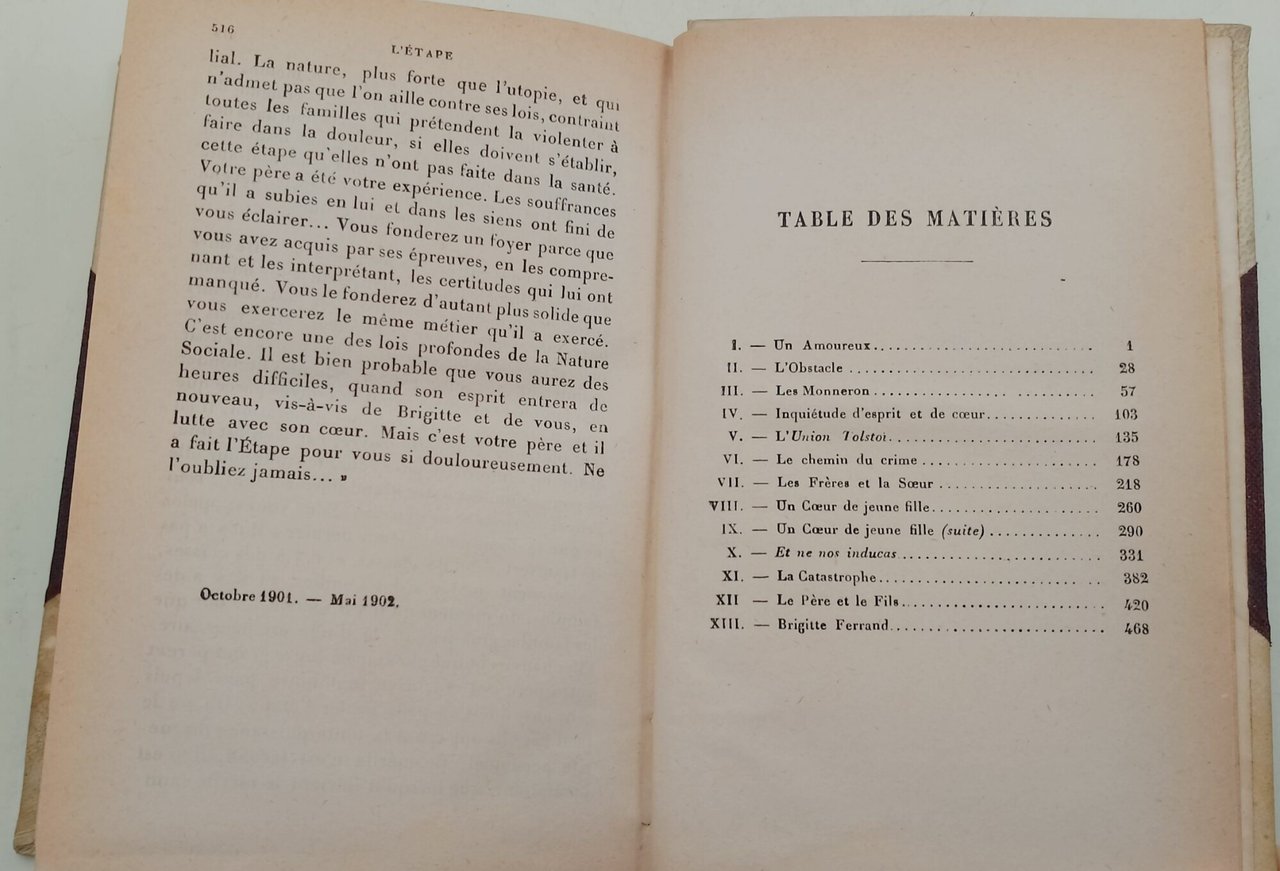 516
L'ÉTAPE
lial. La nature, plus forte que l'utopie, et qui
n'admet pas que l'on aille contre ses lois, contraint
toutes les familles qui prétendent la violenter à
faire dans la douleur, si elles doivent s'établir,
cette étape qu'elles n'ont pas faite dans la santé.
Votre père a été votre expérience. Les souffrances
qu'il a subies en lui et dans les siens ont fini de
vous éclairer... Vous fonderez un foyer parce que
vous avez acquis par ses épreuves, en les compre-
nant et les interprétant, les certitudes qui lui ont
manqué. Vous le fonderez d'autant plus solide que
vous exercerez le même métier qu'il a exercé.
C'est encore une des lois profondes de la Nature
Sociale. Il est bien probable que vous aurez des
heures difficiles, quand son esprit entrera de
nouveau, vis-à-vis de Brigitte et de vous, en
lutte avec son cœur. Mais c'est votre père et il
a fait l'Étape pour vous si douloureusement. Ne
l'oubliez jamais... »
Octobre 1901. — Mai 1902.
TABLE DES MATIÈRES
I. — Un Amoureux 1
II. — L'Obstacle 28
III. — Les Monneron 57
IV. — Inquiétude d'esprit et de cœur 103
V. — L'Union Tolstoï 135
VI. — Le chemin du crime 178
VII. — Les Frères et la Sœur 218
VIII. — Un Cœur de jeune fille 260
IX. — Un Cœur de jeune fille (suite) 290
X. — Et ne nos inducas 331
XI. — La Catastrophe 382
XII — Le Père et le Fils 420
XIII. — Brigitte Ferrand 468